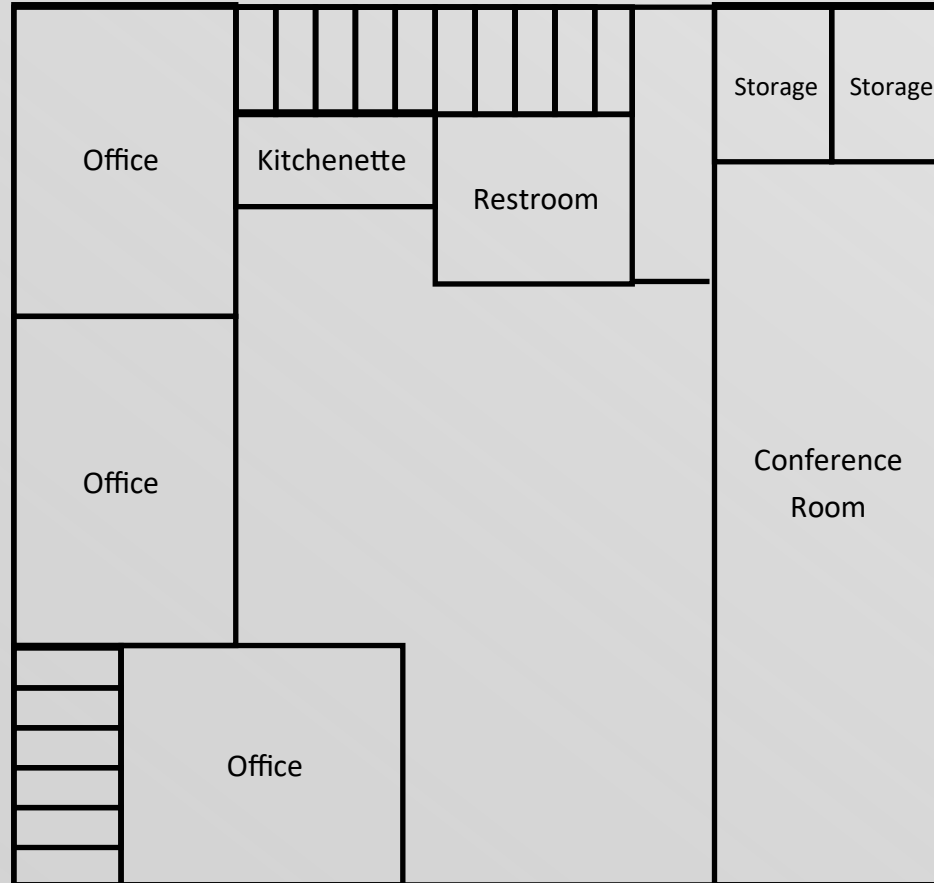 Storage
Storage
Office
Kitchenette
Restroom
Conference
Room
Office
Office